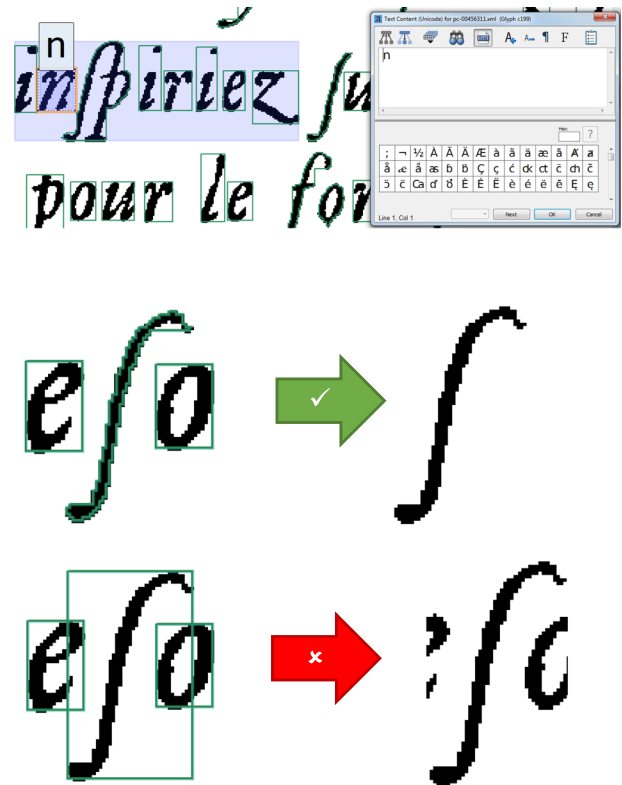 n
inſpiriez ſu
pour le for
Text Content (Unicode) for pc-00456311.xml (Glyph c199)
A A ¶ F
n
Hex:
?
; ¬ ½ À Ã Ä Æ à ã ä æ
Ç ç ć
È É Ë è é ë ẽ Ę ę
Line 1, Col 1
Next OK Cancel
e ſ o
ſ
e ſ o
ſ